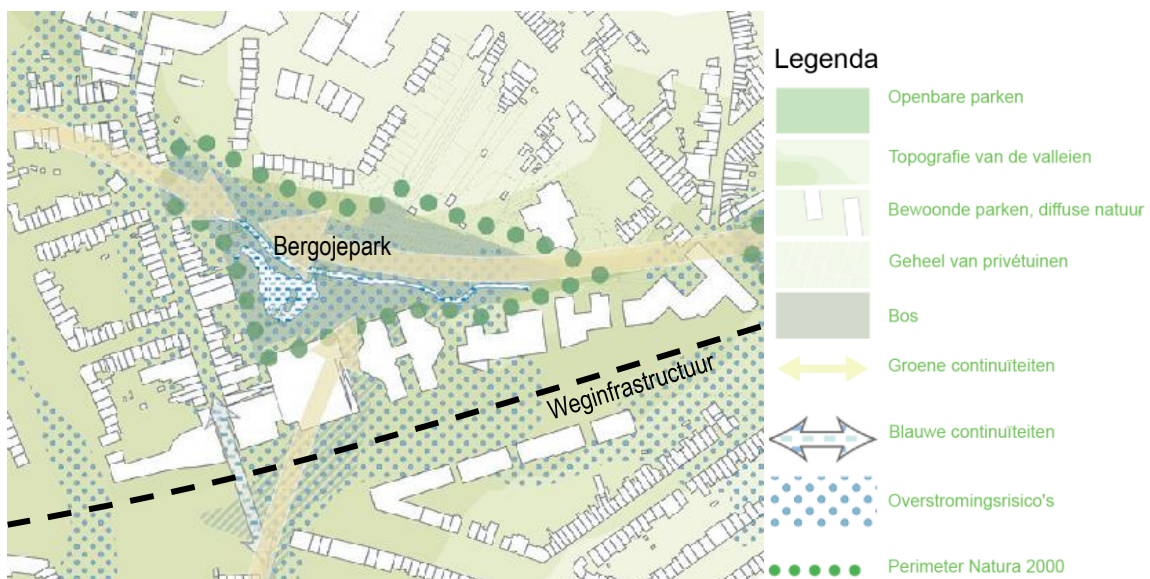 Bergojepark
Weginfrastructuur
Legenda
Openbare parken
Topografie van de valleien
Bewoonde parken, diffuse natuur
Geheel van privétuinen
Bos
Groene continuïteiten
Blauwe continuïteiten
Overstromingsrisico's
Perimeter Natura 2000